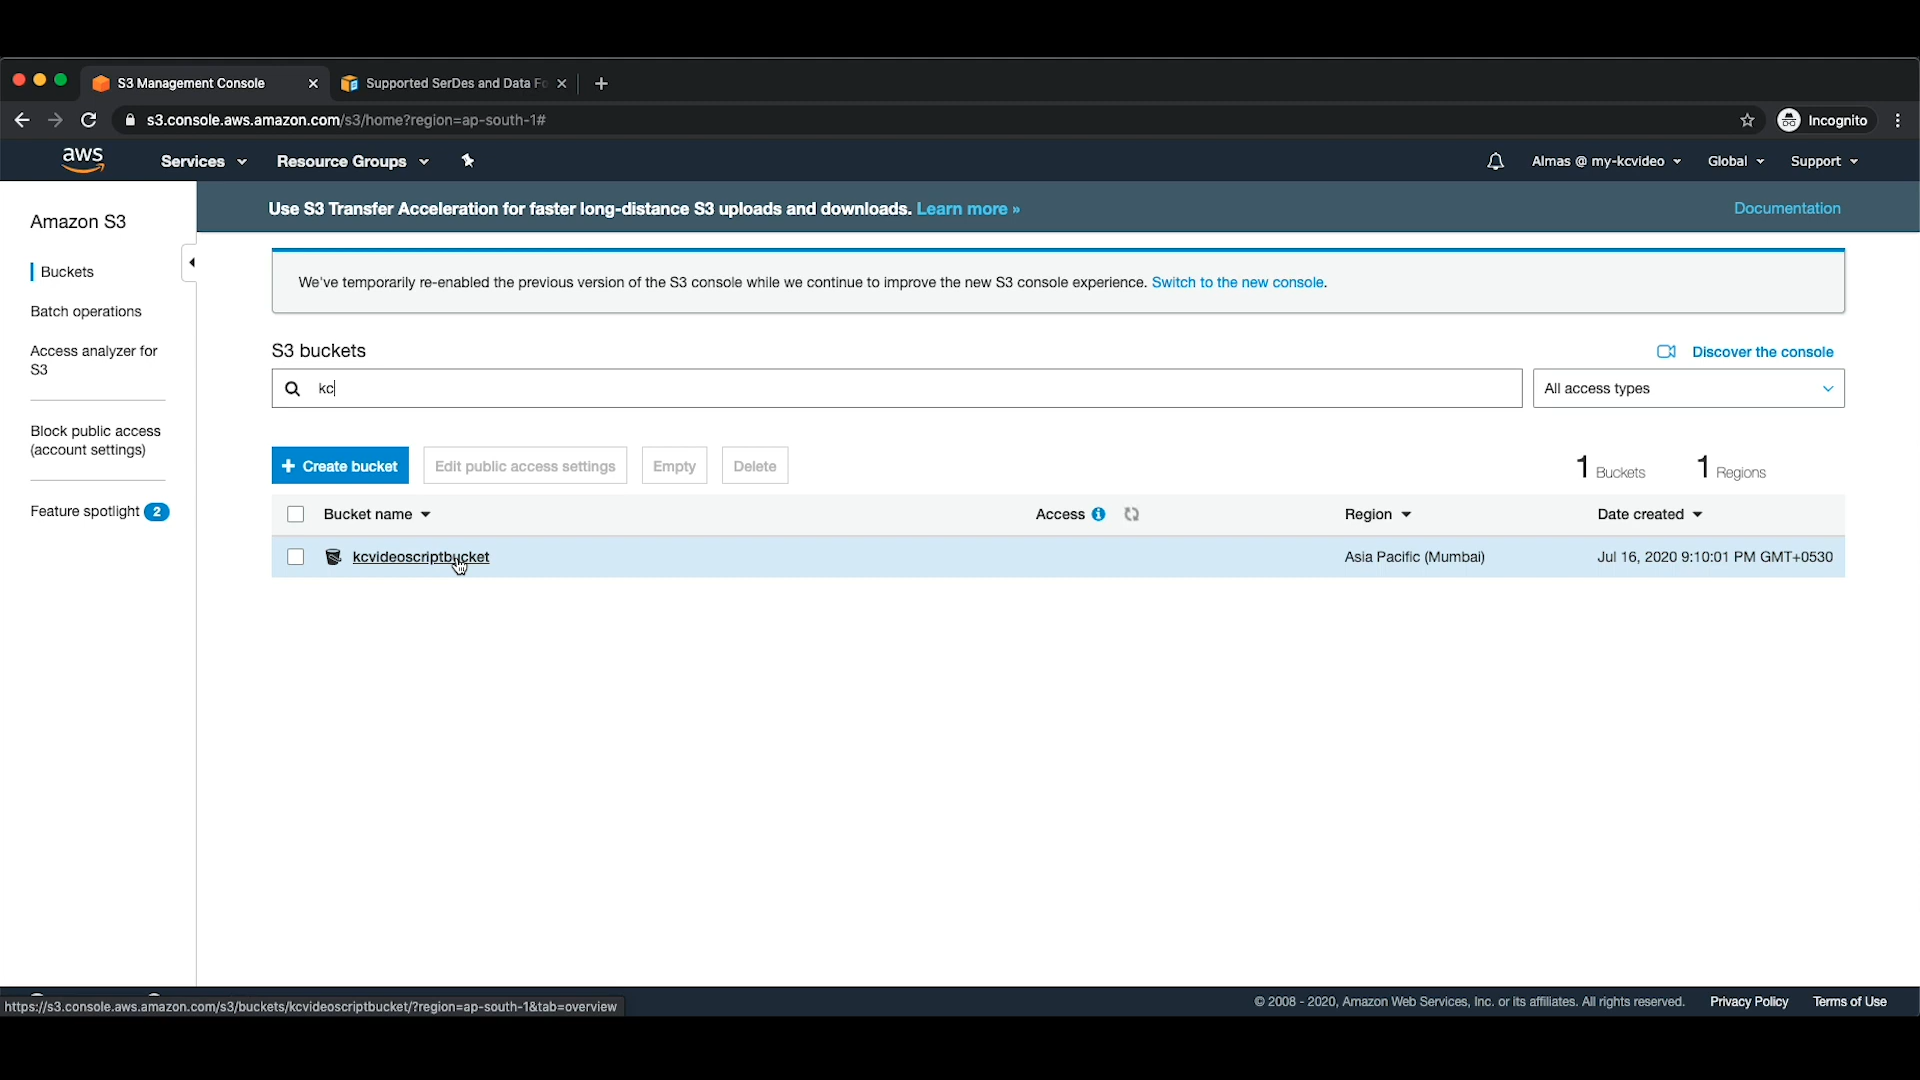 S3 Management Console
Supported SerDes and Data Fo
s3.console.aws.amazon.com/s3/home?region=ap-south-1#
Incognito
aws
Services
Resource Groups
Almas @ my-kcvideo
Global
Support
Amazon S3
Buckets
Batch operations
Access analyzer for
S3
Block public access
(account settings)
Feature spotlight 2
Use S3 Transfer Acceleration for faster long-distance S3 uploads and downloads. Learn more »
Documentation
We've temporarily re-enabled the previous version of the S3 console while we continue to improve the new S3 console experience. Switch to the new console.
S3 buckets
Discover the console
kc
All access types
+ Create bucket
Edit public access settings
Empty
Delete
1 Buckets
1 Regions
Bucket name
Access
Region
Date created
kcvideoscriptbucket
Asia Pacific (Mumbai)
Jul 16, 2020 9:10:01 PM GMT+0530
https://s3.console.aws.amazon.com/s3/buckets/kcvideoscriptbucket/?region=ap-south-1&tab=overview
© 2008 - 2020, Amazon Web Services, Inc. or its affiliates. All rights reserved.
Privacy Policy
Terms of Use